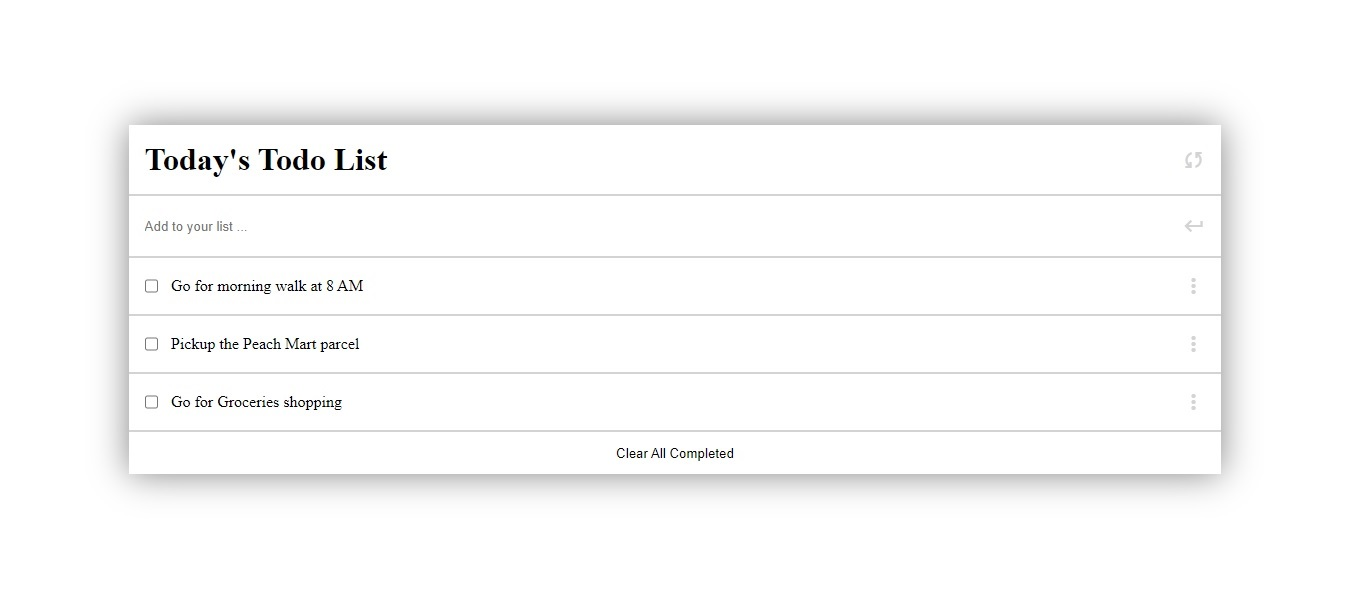 Today's Todo List
Add to your list ...
Go for morning walk at 8 AM
Pickup the Peach Mart parcel
Go for Groceries shopping
Clear All Completed